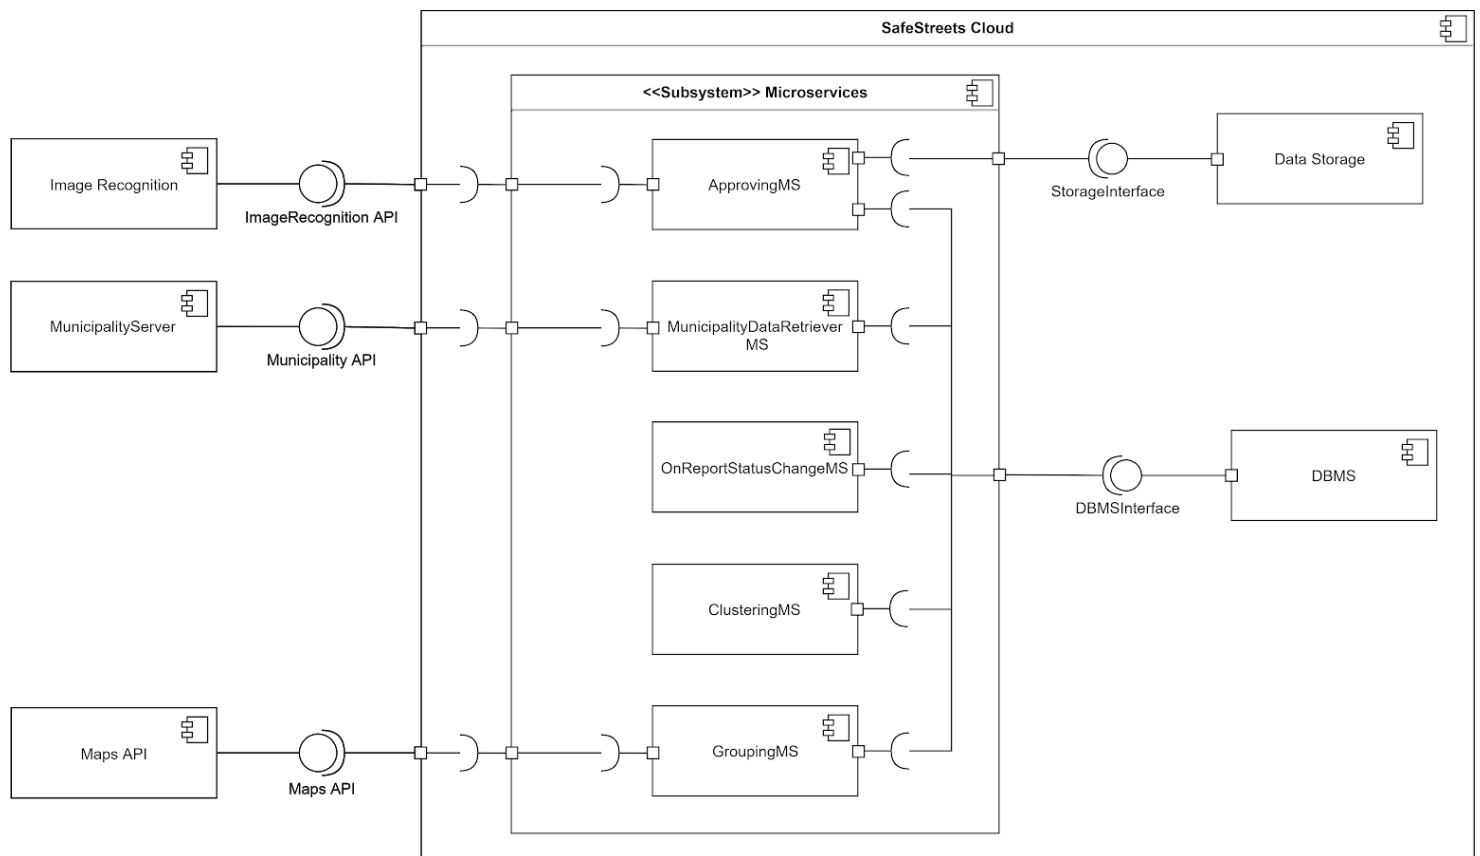 SafeStreets Cloud
<<Subsystem>> Microservices
Image Recognition
ImageRecognition API
ApprovingMS
StorageInterface
Data Storage
MunicipalityServer
Municipality API
MunicipalityDataRetriever
MS
OnReportStatusChangeMS
DBMSInterface
DBMS
ClusteringMS
Maps API
Maps API
GroupingMS